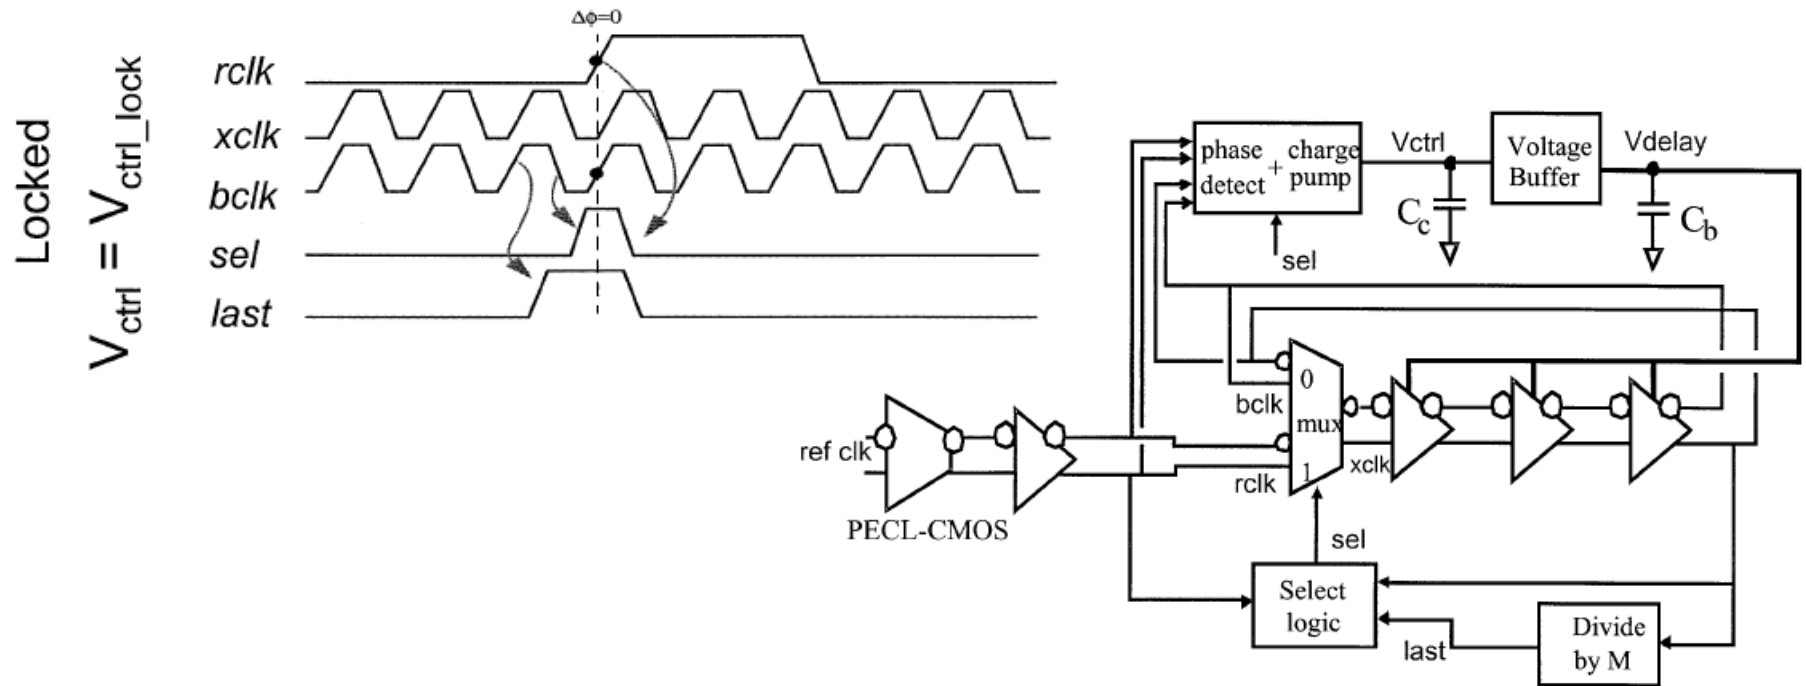 Locked
Vctrl = Vctrl_lock
Δϕ=0
rclk
xclk
bclk
sel
last
phase detect + charge pump
Vctrl
Voltage
Buffer
Vdelay
Cc
Cb
sel
0
bclk
mux
ref clk
xclk
1
rclk
PECL-CMOS
sel
Select
logic
last
Divide
by M